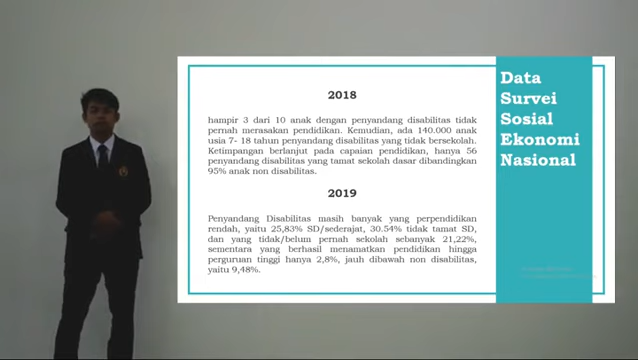 2018
hampir 3 dari 10 anak dengan penyandang disabilitas tidak
pernah merasakan pendidikan. Kemudian, ada 140.000 anak
usia 7- 18 tahun penyandang disabilitas yang tidak bersekolah.
Ketimpangan berlanjut pada capaian pendidikan, hanya 56
penyandang disabilitas yang tamat sekolah dasar dibandingkan
95% anak non disabilitas.
2019
Penyandang Disabilitas masih banyak yang perpendidikan
rendah, yaitu 25,83% SD/sederajat, 30.54% tidak tamat SD,
dan yang tidak/belum pernah sekolah sebanyak 21,22%,
sementara yang berhasil menamatkan pendidikan hingga
perguruan tinggi hanya 2,8%, jauh dibawah non disabilitas,
yaitu 9,48%.
Data
Survei
Sosial
Ekonomi
Nasional